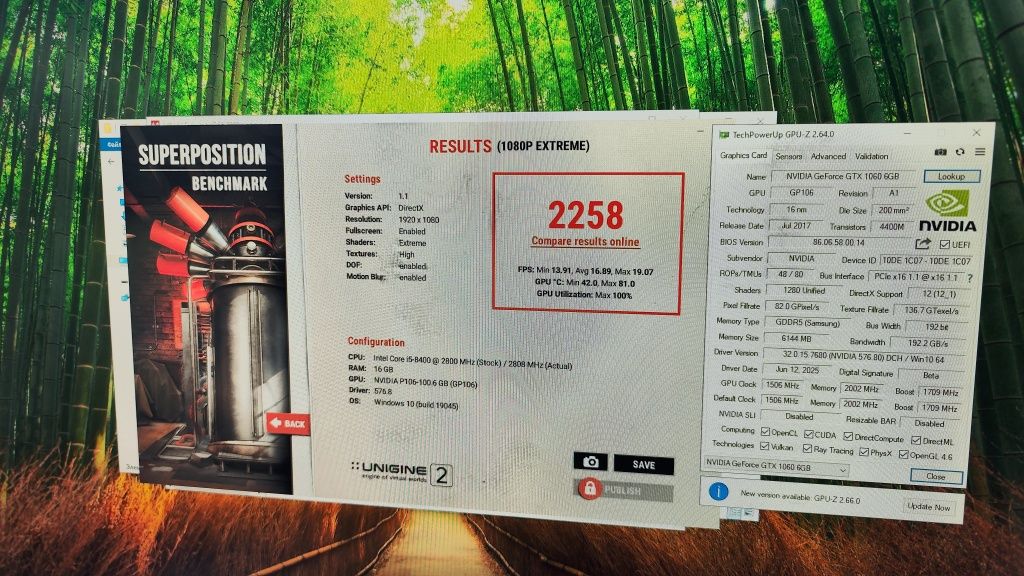 Файл
SUPERPOSITION
BENCHMARK
BACK
RESULTS (1080P EXTREME)
Settings
Version: 1.1
Graphics API: DirectX
Resolution: 1920 x 1080
Fullscreen: Enabled
Shaders: Extreme
Textures: High
DOF: enabled
Motion Blur: enabled
2258
Compare results online
FPS: Min 13.91, Avg 16.89, Max 19.07
GPU °C: Min 42.0, Max 81.0
GPU Utilization: Max 100%
Configuration
CPU: Intel Core i5-8400 @ 2800 MHz (Stock) / 2808 MHz (Actual)
RAM: 16 GB
GPU: NVIDIA P106-100.6 GB (GP106)
Driver: 576.8
OS: Windows 10 (build 19045)
UNIGINE 2
engine of virtual worlds
SAVE
PUBLISH
TechPowerUp GPU-Z 2.64.0
Graphics Card Sensors Advanced Validation
Name NVIDIA GeForce GTX 1060 6GB Lookup
GPU GP106 Revision A1
Technology 16 nm Die Size 200 mm²
Release Date Jul 2017 Transistors 4400M
NVIDIA
BIOS Version 86.06.58.00.14 UEFI
Subvendor NVIDIA Device ID 10DE 1C07 - 10DE 1C07
ROPs/TMUs 48 / 80 Bus Interface PCIe x16 1.1 @ x16 1.1 ?
Shaders 1280 Unified DirectX Support 12 (12_1)
Pixel Fillrate 82.0 GPixel/s Texture Fillrate 136.7 GTexel/s
Memory Type GDDR5 (Samsung) Bus Width 192 bit
Memory Size 6144 MB Bandwidth 192.2 GB/s
Driver Version 32.0.15.7680 (NVIDIA 576.80) DCH / Win10 64
Driver Date Jun 12, 2025 Digital Signature Beta
GPU Clock 1506 MHz Memory 2002 MHz Boost 1709 MHz
Default Clock 1506 MHz Memory 2002 MHz Boost 1709 MHz
NVIDIA SLI Disabled Resizable BAR Disabled
Computing OpenCL CUDA DirectCompute DirectML
Technologies Vulkan Ray Tracing PhysX OpenGL 4.6
NVIDIA GeForce GTX 1060 6GB Close
New version available: GPU-Z 2.66.0 Update Now